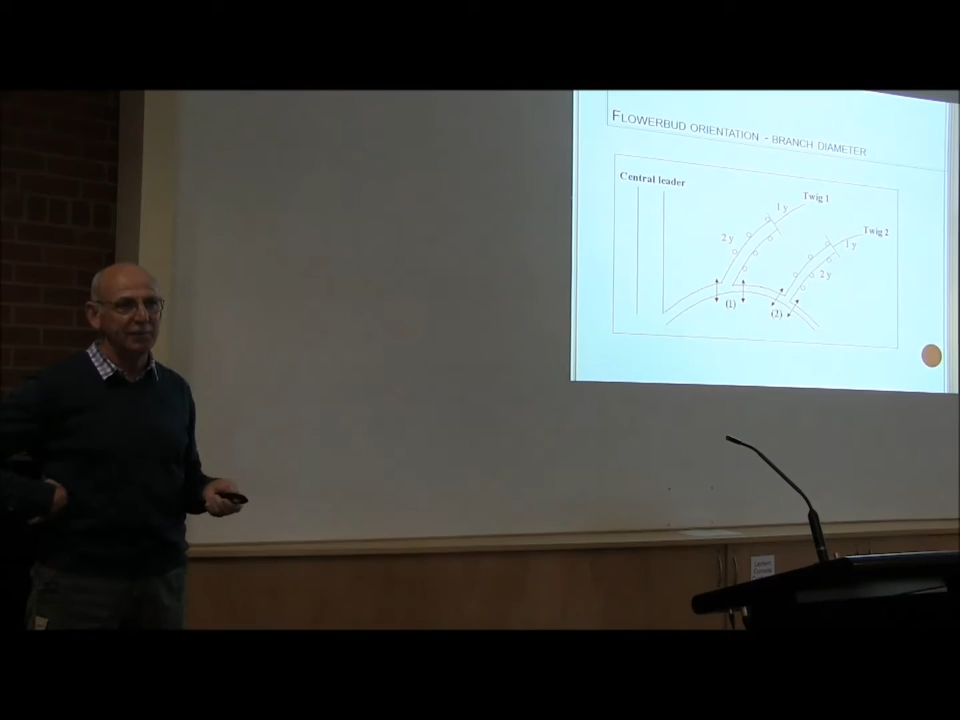 FLOWERBUD ORIENTATION - BRANCH DIAMETER
Central leader
1 y
Twig 1
2 y
Twig 2
1 y
2 y
(1)
(2)